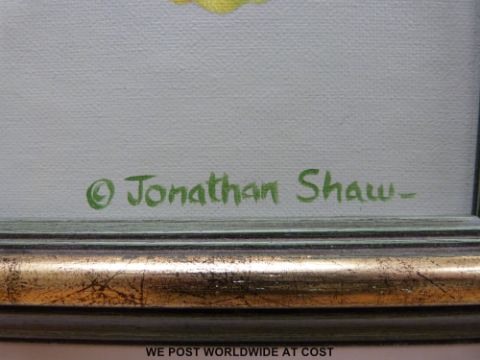 © Jonathan Shaw
WE POST WORLDWIDE AT COST